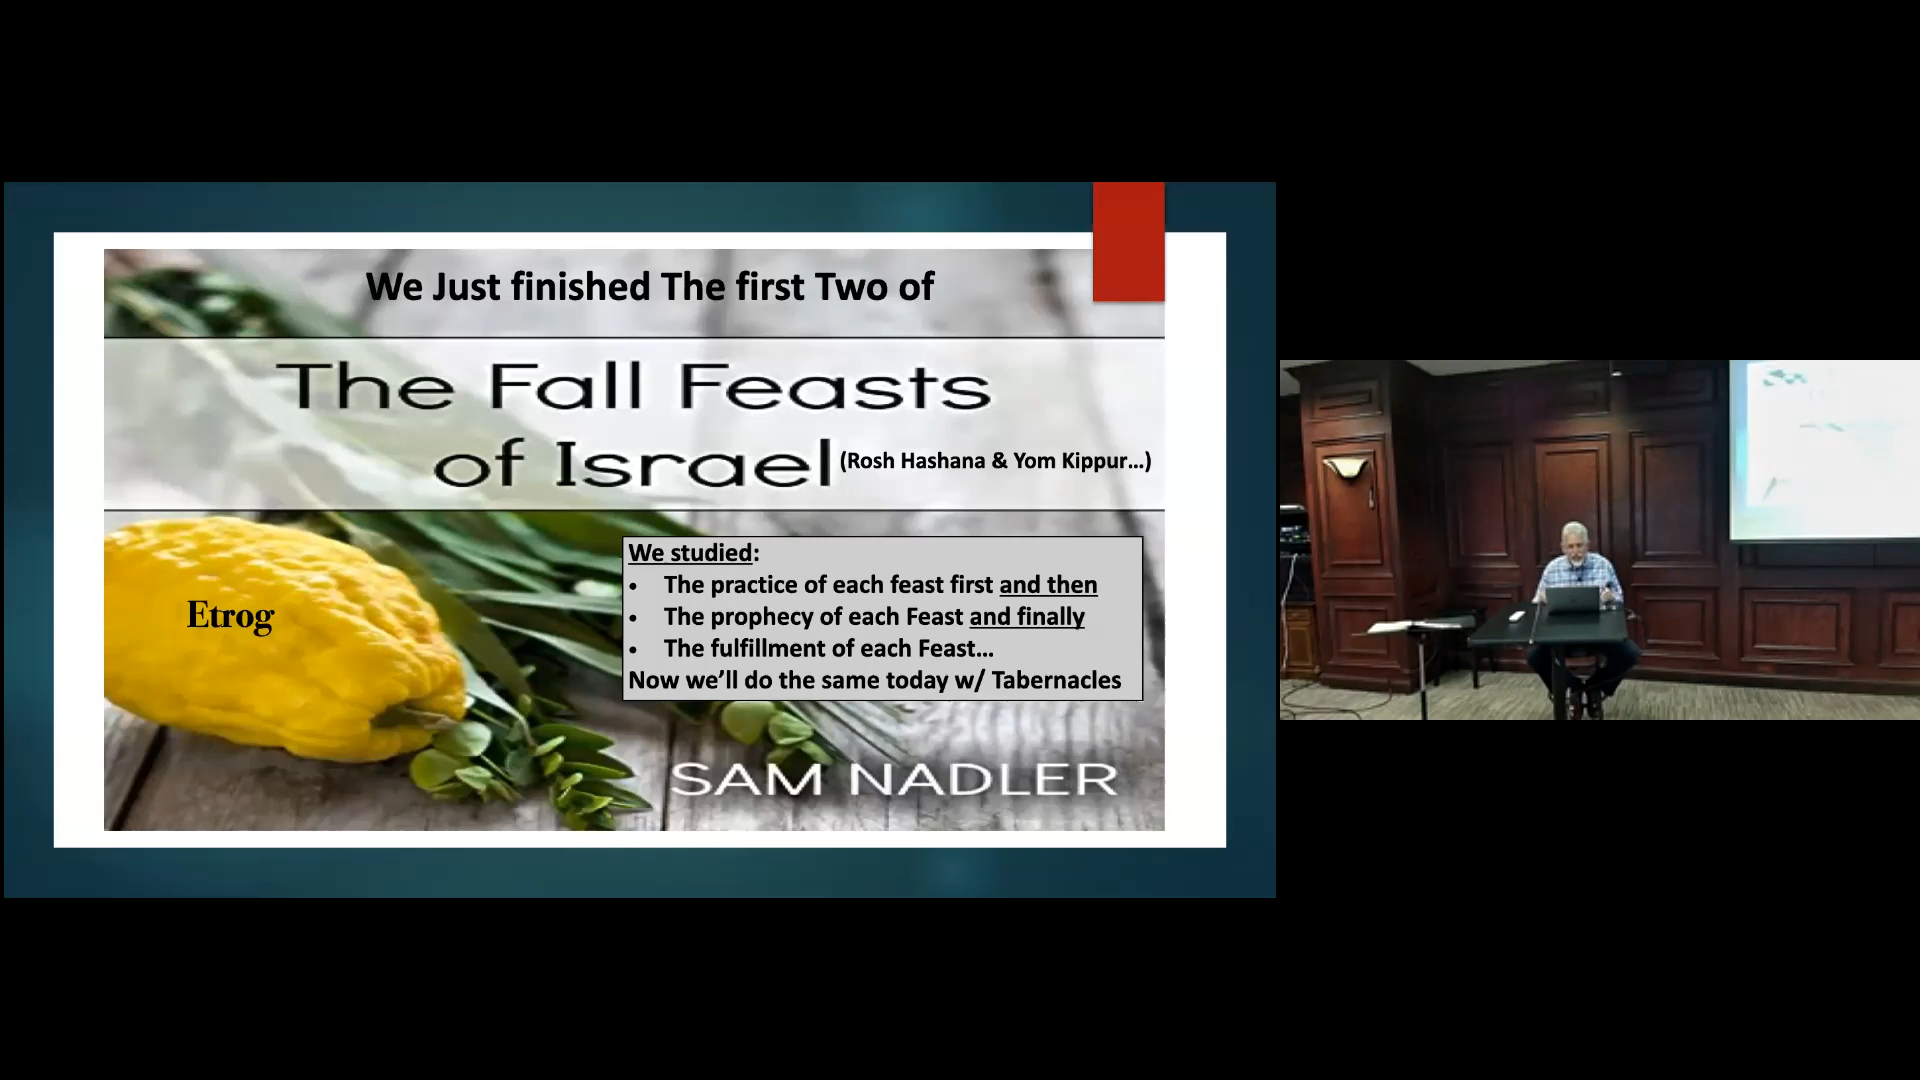 We Just finished The first Two of
The Fall Feasts
of Israel (Rosh Hashana & Yom Kippur...)
Etrog
We studied:
• The practice of each feast first and then
• The prophecy of each Feast and finally
• The fulfillment of each Feast...
Now we'll do the same today w/ Tabernacles
SAM NADLER